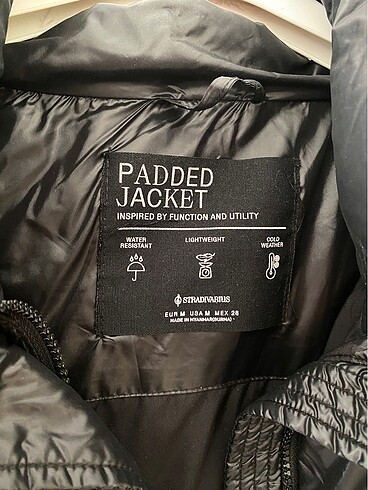 PADDED
JACKET
INSPIRED BY FUNCTION AND UTILITY
WATER RESISTANT
LIGHTWEIGHT
COLD WEATHER
STRADIVARIUS
EUR M USA M MEX 28
MADE IN MYANMAR(BURMA)